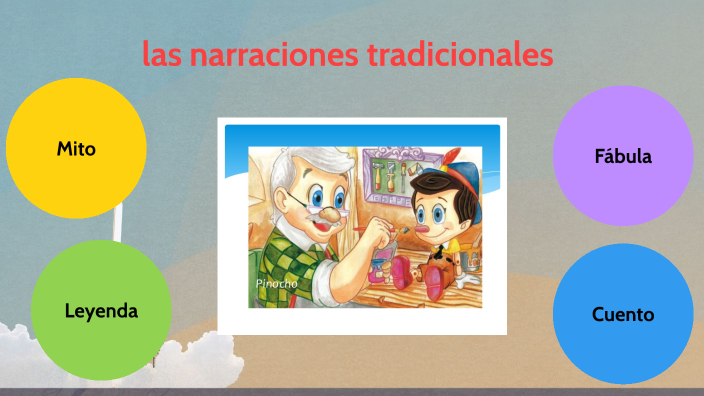 las narraciones tradicionales
Mito
Fábula
Pinocho
Leyenda
Cuento